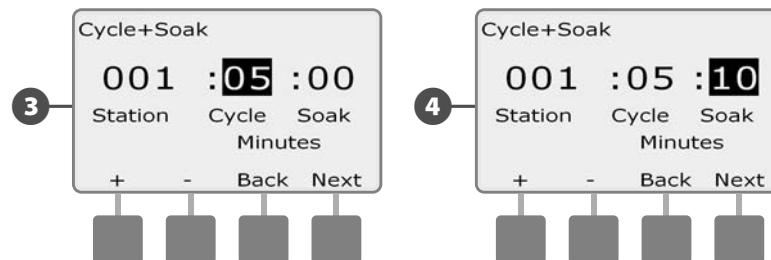 Cycle+Soak
001 :05 :00
Station Cycle Soak
Minutes
+ - Back Next
3
Cycle+Soak
001 :05 :10
Station Cycle Soak
Minutes
+ - Back Next
4